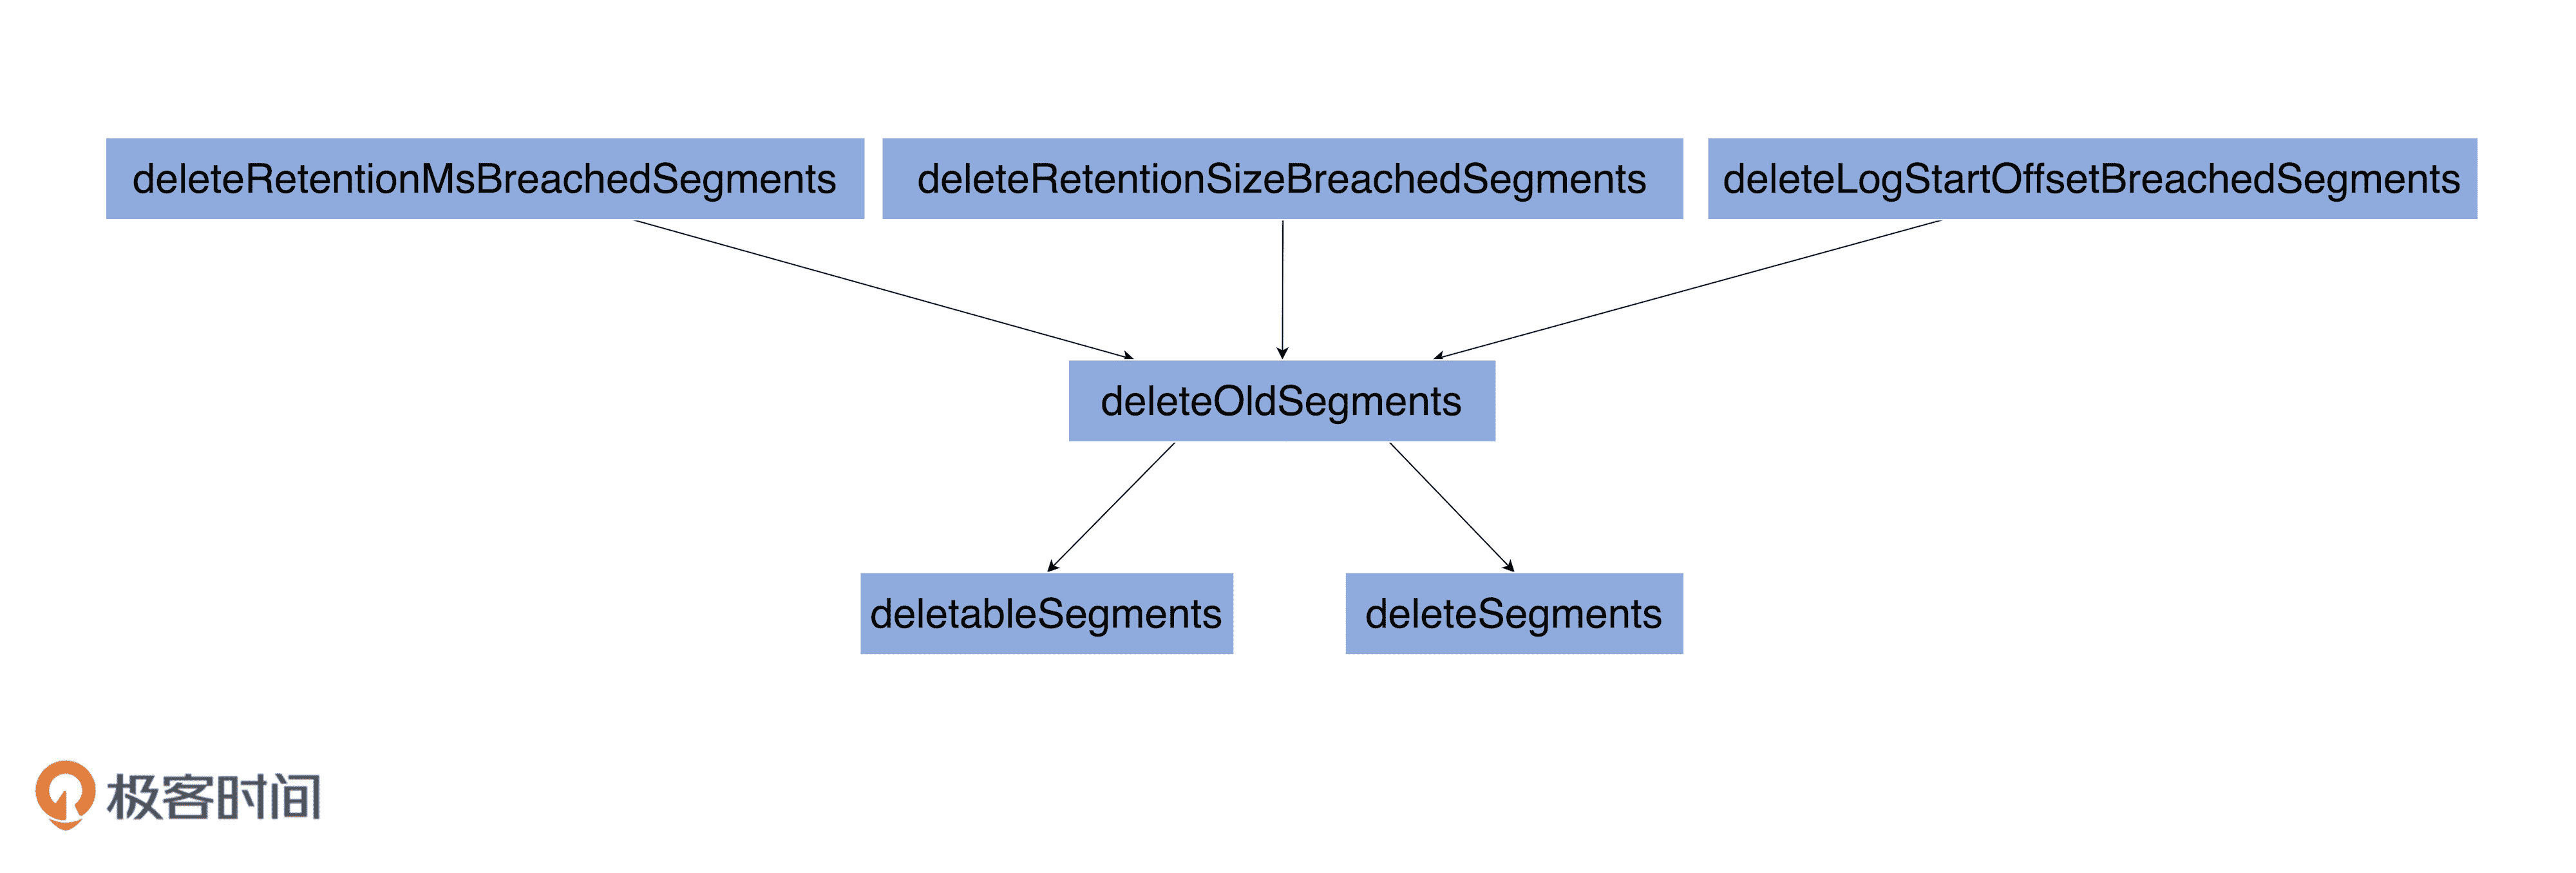 deleteRetentionMsBreachedSegments
deleteRetentionSizeBreachedSegments
deleteLogStartOffsetBreachedSegments
deleteOldSegments
deletableSegments
deleteSegments
极客时间